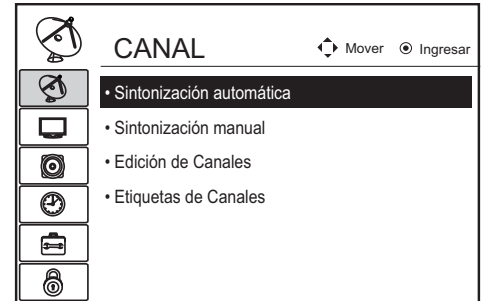 CANAL Mover Ingresar
• Sintonización automática
• Sintonización manual
• Edición de Canales
• Etiquetas de Canales